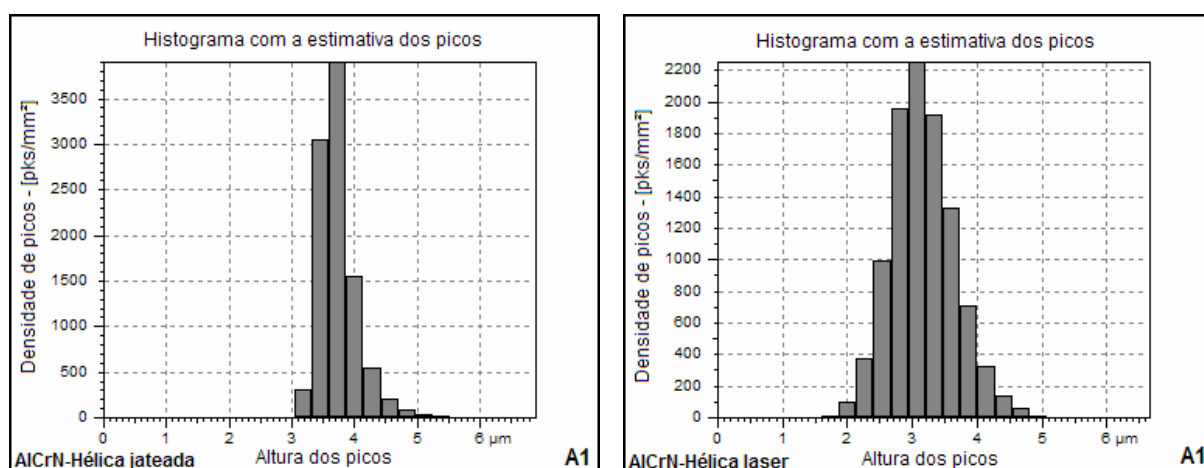 Histograma com a estimativa dos picos
Densidade de picos - [pks/mm²]
3500
3000
2500
2000
1500
1000
500
0
0 1 2 3 4 5 6 µm
AlCrN-Hélica jateada Altura dos picos A1
Histograma com a estimativa dos picos
Densidade de picos - [pks/mm²]
2200
2000
1800
1600
1400
1200
1000
800
600
400
200
0
0 1 2 3 4 5 6 µm
AlCrN-Hélica laser Altura dos picos A1